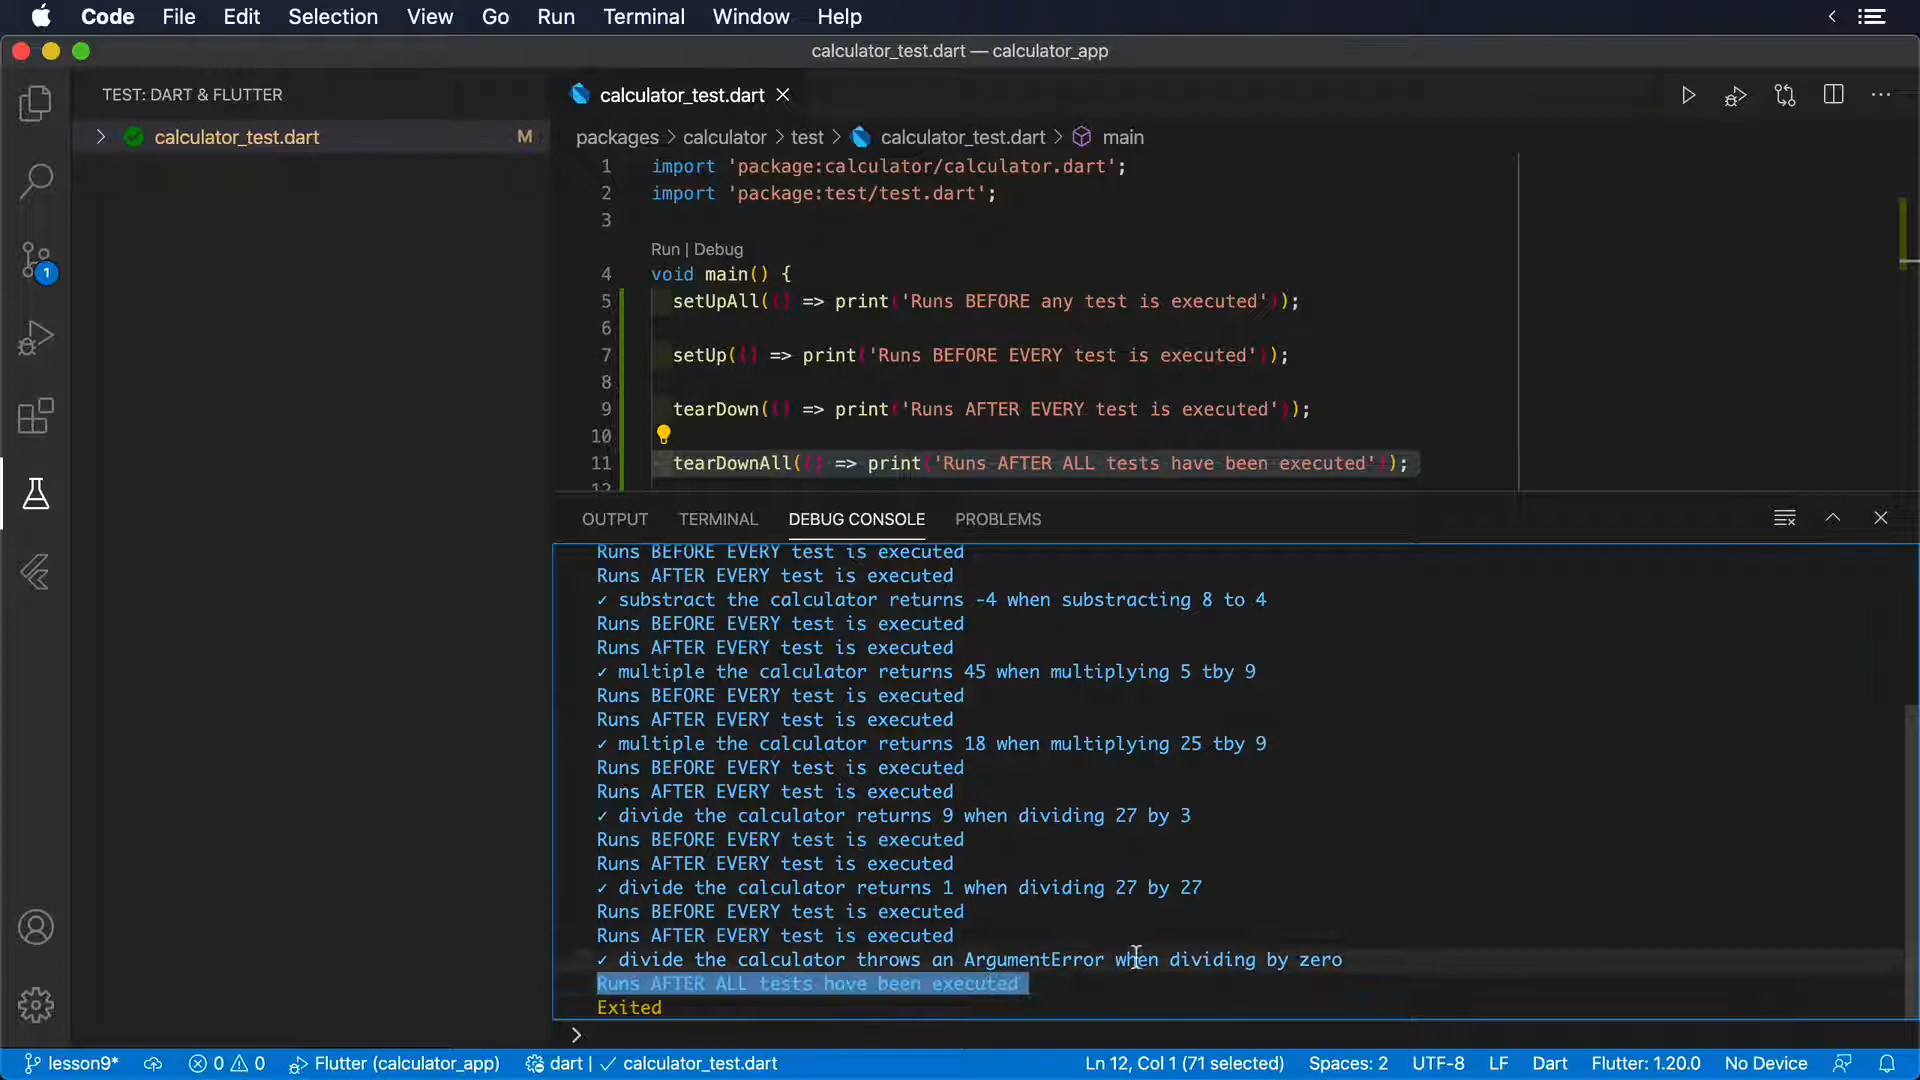 Code File Edit Selection View Go Run Terminal Window Help
calculator_test.dart — calculator_app
TEST: DART & FLUTTER
calculator_test.dart M
calculator_test.dart
packages > calculator > test > calculator_test.dart > main
1 import 'package:calculator/calculator.dart';
2 import 'package:test/test.dart';
3
Run | Debug
4 void main() {
5 setUpAll(() => print('Runs BEFORE any test is executed'));
6
7 setUp(() => print('Runs BEFORE EVERY test is executed'));
8
9 tearDown(() => print('Runs AFTER EVERY test is executed'));
10
11 tearDownAll(() => print('Runs AFTER ALL tests have been executed'));
12
OUTPUT TERMINAL DEBUG CONSOLE PROBLEMS
Runs BEFORE EVERY test is executed
Runs AFTER EVERY test is executed
✓ substract the calculator returns -4 when substracting 8 to 4
Runs BEFORE EVERY test is executed
Runs AFTER EVERY test is executed
✓ multiple the calculator returns 45 when multiplying 5 tby 9
Runs BEFORE EVERY test is executed
Runs AFTER EVERY test is executed
✓ multiple the calculator returns 18 when multiplying 25 tby 9
Runs BEFORE EVERY test is executed
Runs AFTER EVERY test is executed
✓ divide the calculator returns 9 when dividing 27 by 3
Runs BEFORE EVERY test is executed
Runs AFTER EVERY test is executed
✓ divide the calculator returns 1 when dividing 27 by 27
Runs BEFORE EVERY test is executed
Runs AFTER EVERY test is executed
✓ divide the calculator throws an ArgumentError when dividing by zero
Runs AFTER ALL tests have been executed
Exited
>
1
lesson9* 0 0 Flutter (calculator_app) dart | ✓ calculator_test.dart Ln 12, Col 1 (71 selected) Spaces: 2 UTF-8 LF Dart Flutter: 1.20.0 No Device